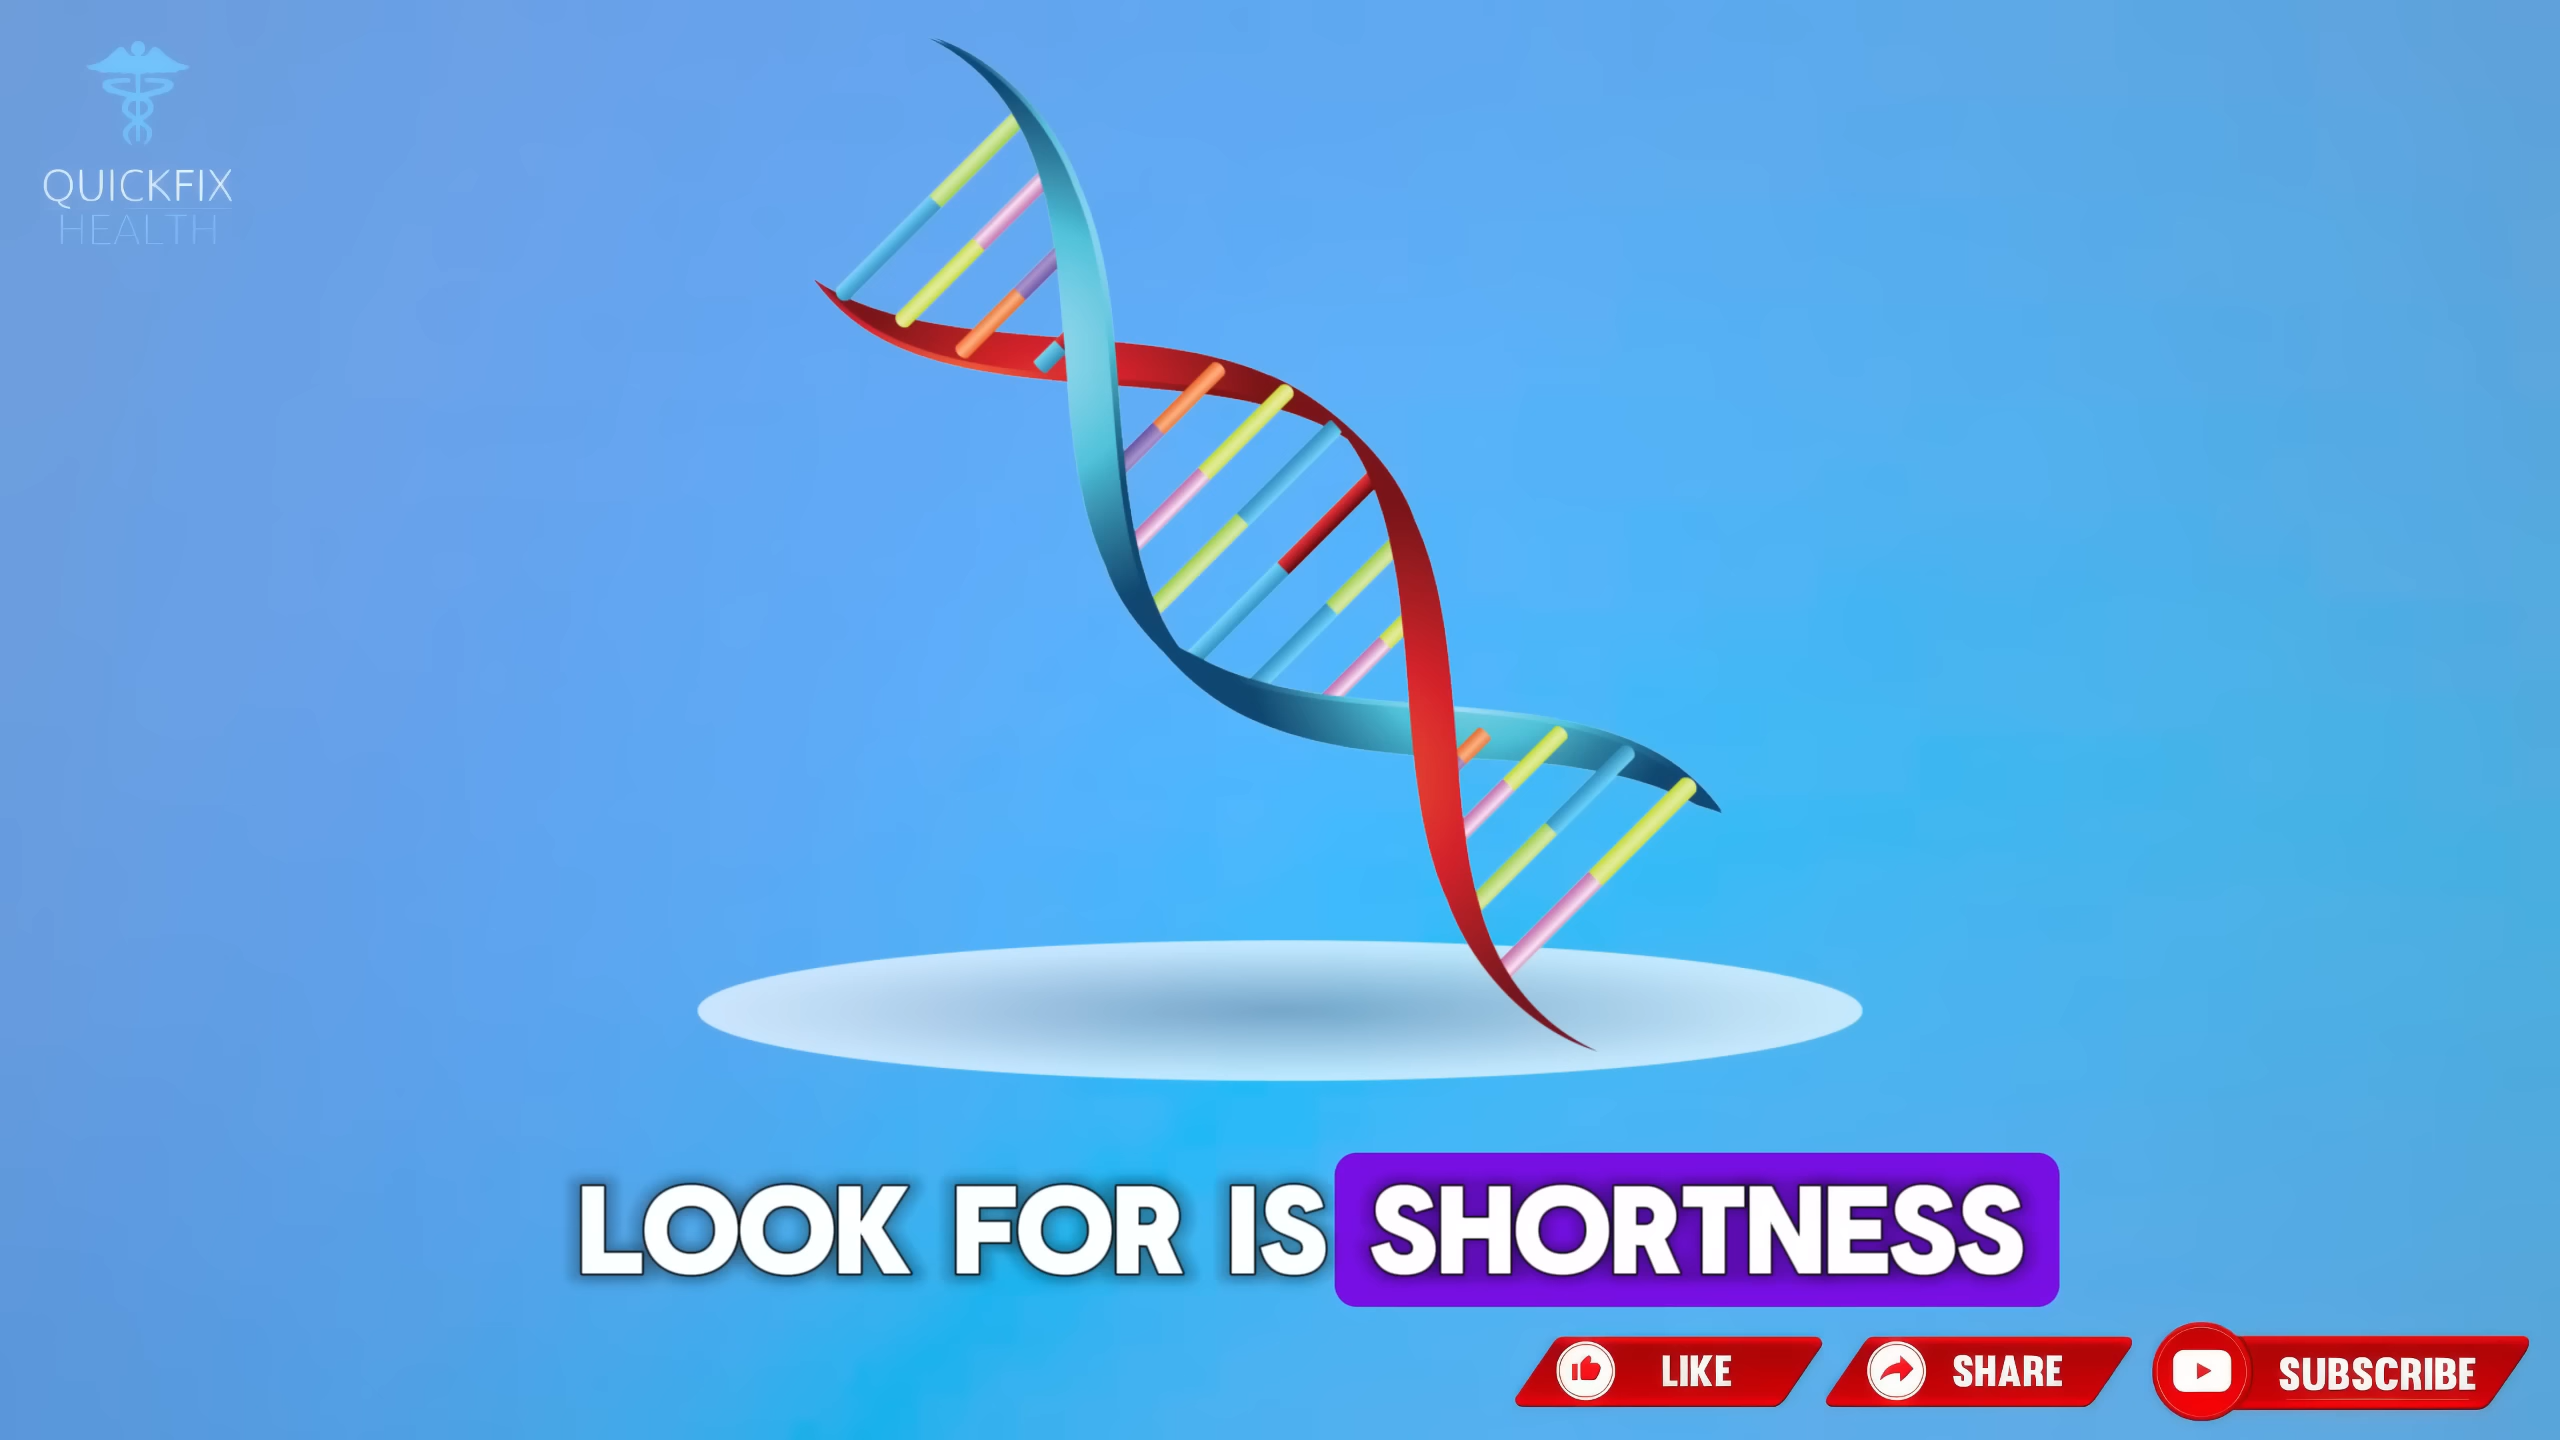 QUICKFIX
HEALTH
LOOK FOR IS SHORTNESS
LIKE
SHARE
SUBSCRIBE